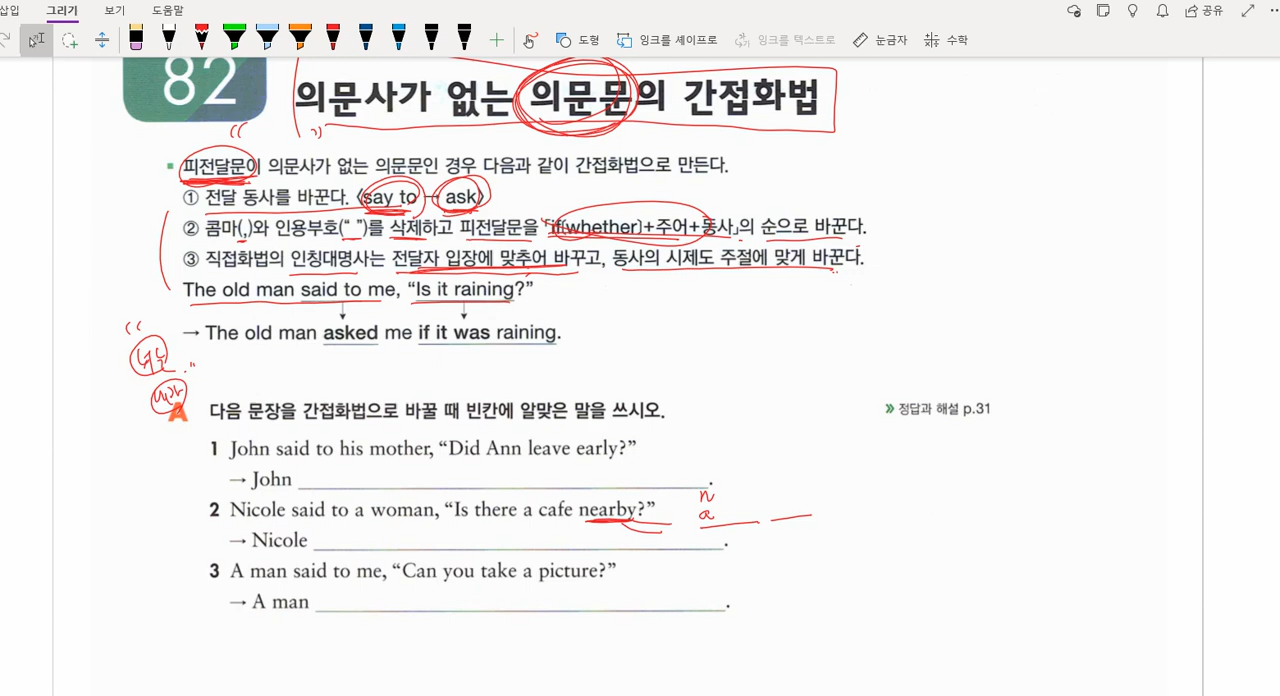 삽입 그리기 보기 도움말
공유
도형 잉크를 셰이프로 잉크를 텍스트로 눈금자 수학
82 의문사가 없는 의문문의 간접화법
피전달문이 의문사가 없는 의문문인 경우 다음과 같이 간접화법으로 만든다.
① 전달 동사를 바꾼다. 〈say to → ask〉
② 콤마(,)와 인용부호(“ ”)를 삭제하고 피전달문을 「if[whether]+주어+동사」의 순으로 바꾼다.
③ 직접화법의 인칭대명사는 전달자 입장에 맞추어 바꾸고, 동사의 시제도 주절에 맞게 바꾼다.
The old man said to me, “Is it raining?”
→ The old man asked me if it was raining.
A 다음 문장을 간접화법으로 바꿀 때 빈칸에 알맞은 말을 쓰시오.
» 정답과 해설 p.31
1 John said to his mother, “Did Ann leave early?”
→ John .
2 Nicole said to a woman, “Is there a cafe nearby?”
n
a
→ Nicole .
3 A man said to me, “Can you take a picture?”
→ A man .